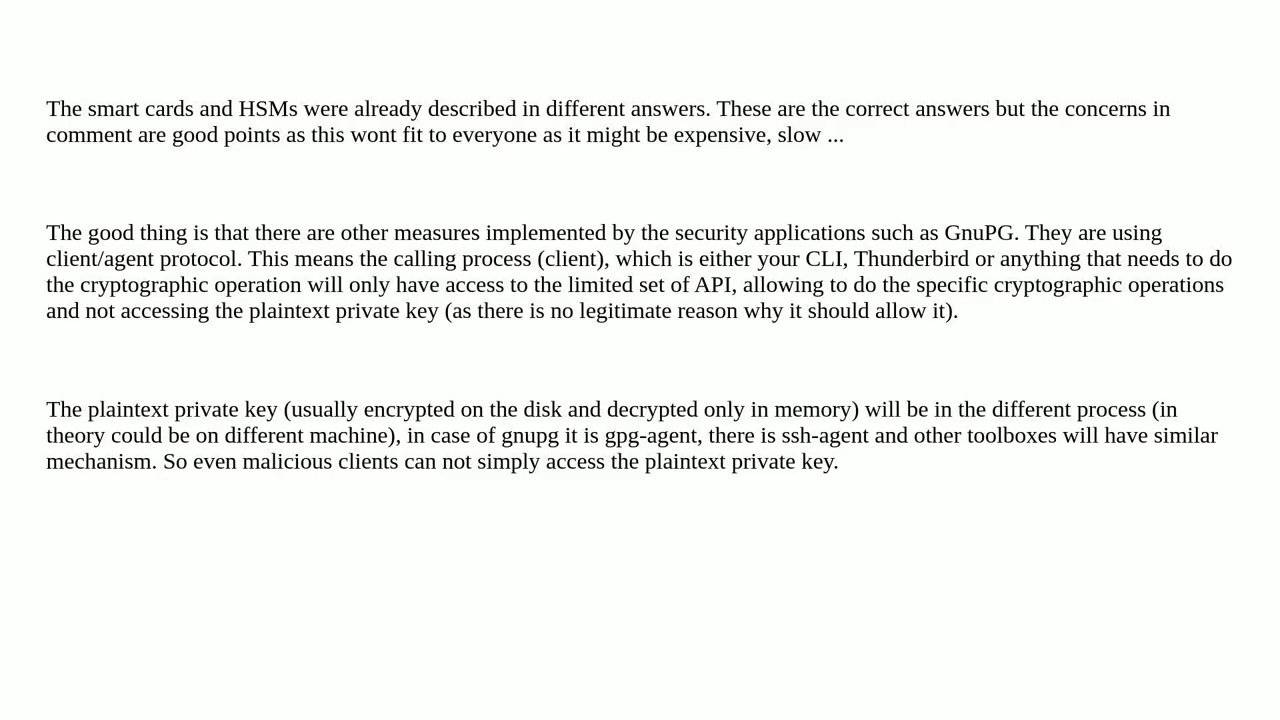 The smart cards and HSMs were already described in different answers. These are the correct answers but the concerns in
comment are good points as this wont fit to everyone as it might be expensive, slow ...
The good thing is that there are other measures implemented by the security applications such as GnuPG. They are using
client/agent protocol. This means the calling process (client), which is either your CLI, Thunderbird or anything that needs to do
the cryptographic operation will only have access to the limited set of API, allowing to do the specific cryptographic operations
and not accessing the plaintext private key (as there is no legitimate reason why it should allow it).
The plaintext private key (usually encrypted on the disk and decrypted only in memory) will be in the different process (in
theory could be on different machine), in case of gnupg it is gpg-agent, there is ssh-agent and other toolboxes will have similar
mechanism. So even malicious clients can not simply access the plaintext private key.